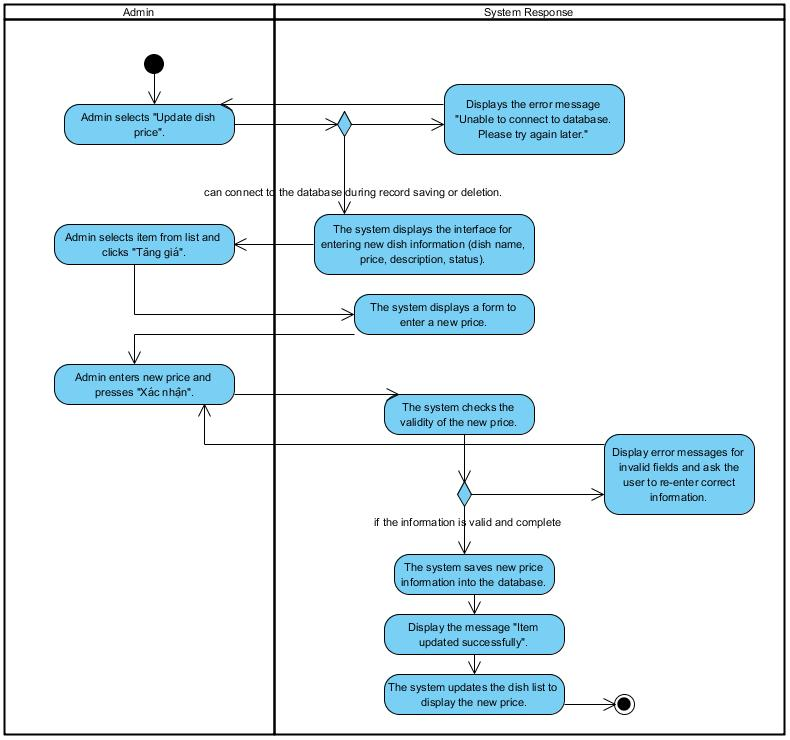 Admin
System Response
Admin selects "Update dish
price".
Displays the error message
"Unable to connect to database.
Please try again later."
can connect to the database during record saving or deletion.
The system displays the interface for
entering new dish information (dish name,
price, description, status).
Admin selects item from list and
clicks "Tăng giá".
The system displays a form to
enter a new price.
Admin enters new price and
presses "Xác nhận".
The system checks the
validity of the new price.
Display error messages for
invalid fields and ask the
user to re-enter correct
information.
if the information is valid and complete
The system saves new price
information into the database.
Display the message "Item
updated successfully".
The system updates the dish list to
display the new price.